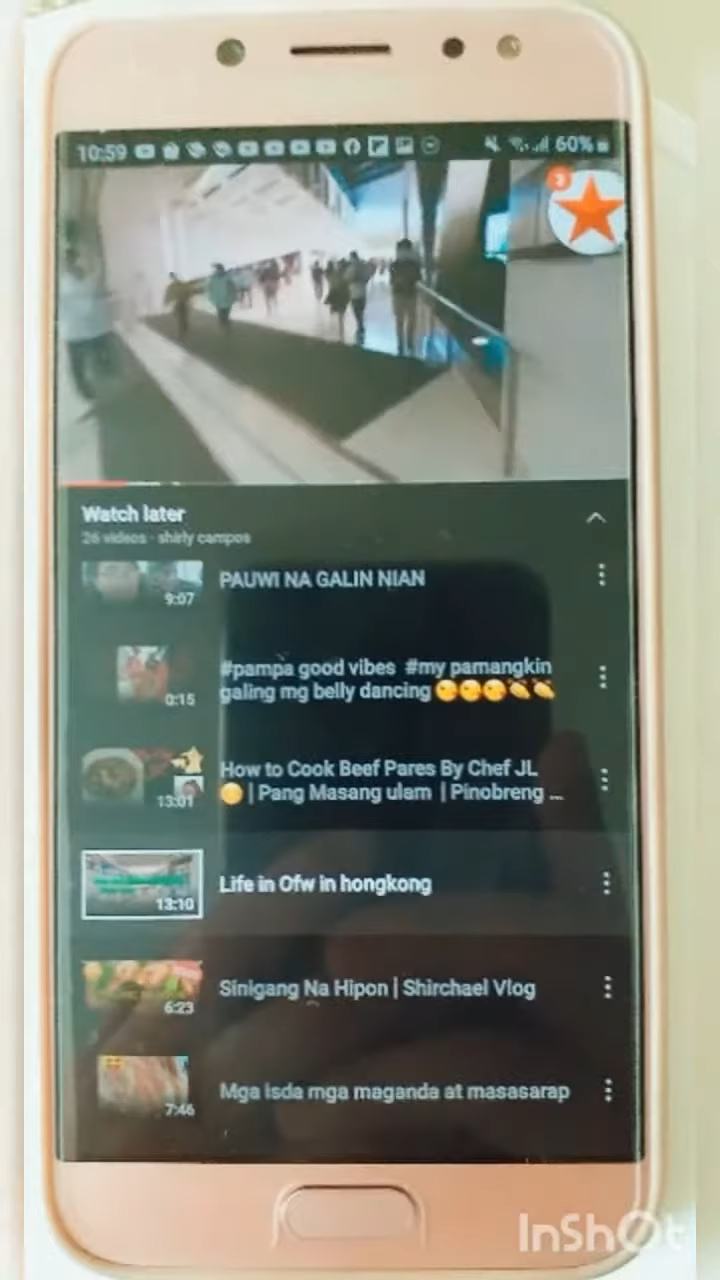 10:59
60%
3
Watch later
26 videos · shirly campos
PAUWI NA GALIN NIAN
9:07
#pampa good vibes #my pamangkin
galing mg belly dancing😗😗😗👏👏
0:15
How to Cook Beef Pares By Chef JL
| Pang Masang ulam | Pinobreng ...
13:01
Life in Ofw in hongkong
13:10
Sinigang Na Hipon | Shirchael Vlog
6:23
Mga isda mga maganda at masasarap
7:46
InShOt